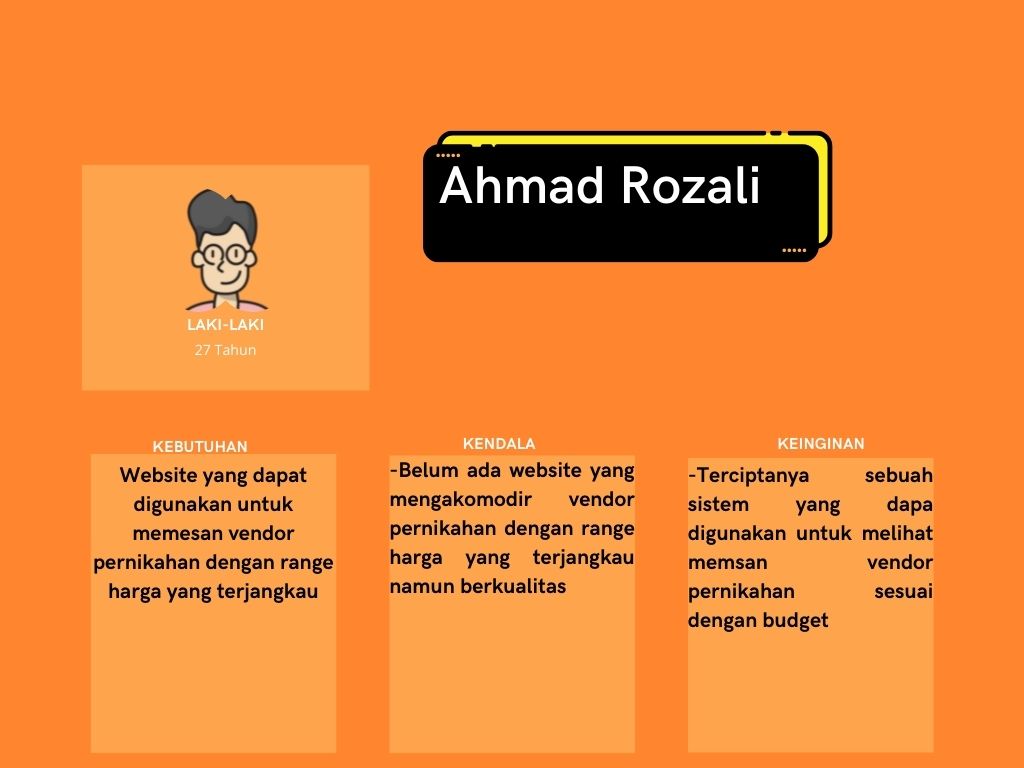 Ahmad Rozali
LAKI-LAKI
27 Tahun
KEBUTUHAN
Website yang dapat
digunakan untuk
memesan vendor
pernikahan dengan range
harga yang terjangkau
KENDALA
-Belum ada website yang
mengakomodir vendor
pernikahan dengan range
harga yang terjangkau
namun berkualitas
KEINGINAN
-Terciptanya sebuah
sistem yang dapa
digunakan untuk melihat
memsan vendor
pernikahan sesuai
dengan budget